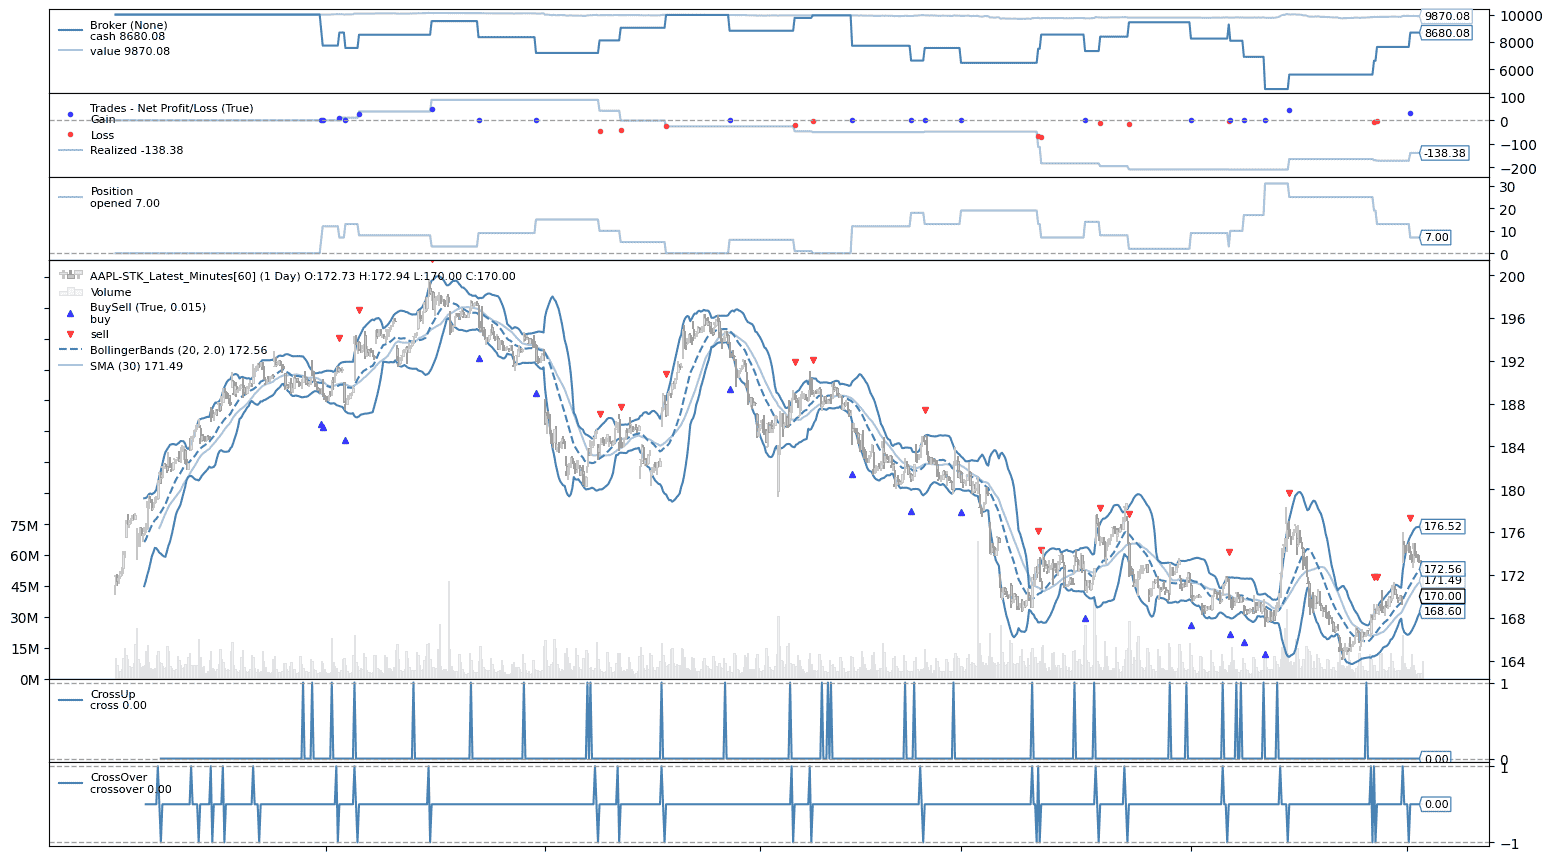 Broker (None)
cash 8680.08
value 9870.08
9870.08
8680.08
10000
8000
6000
Trades - Net Profit/Loss (True)
Gain
Loss
Realized -138.38
-138.38
100
0
−100
−200
Position
opened 7.00
7.00
30
20
10
0
AAPL-STK_Latest_Minutes[60] (1 Day) O:172.73 H:172.94 L:170.00 C:170.00
Volume
BuySell (True, 0.015)
buy
sell
BollingerBands (20, 2.0) 172.56
SMA (30) 171.49
75M
60M
45M
30M
15M
0M
176.52
172.56
171.49
170.00
168.60
200
196
192
188
184
180
176
172
168
164
CrossUp
cross 0.00
0.00
1
0
CrossOver
crossover 0.00
0.00
1
−1